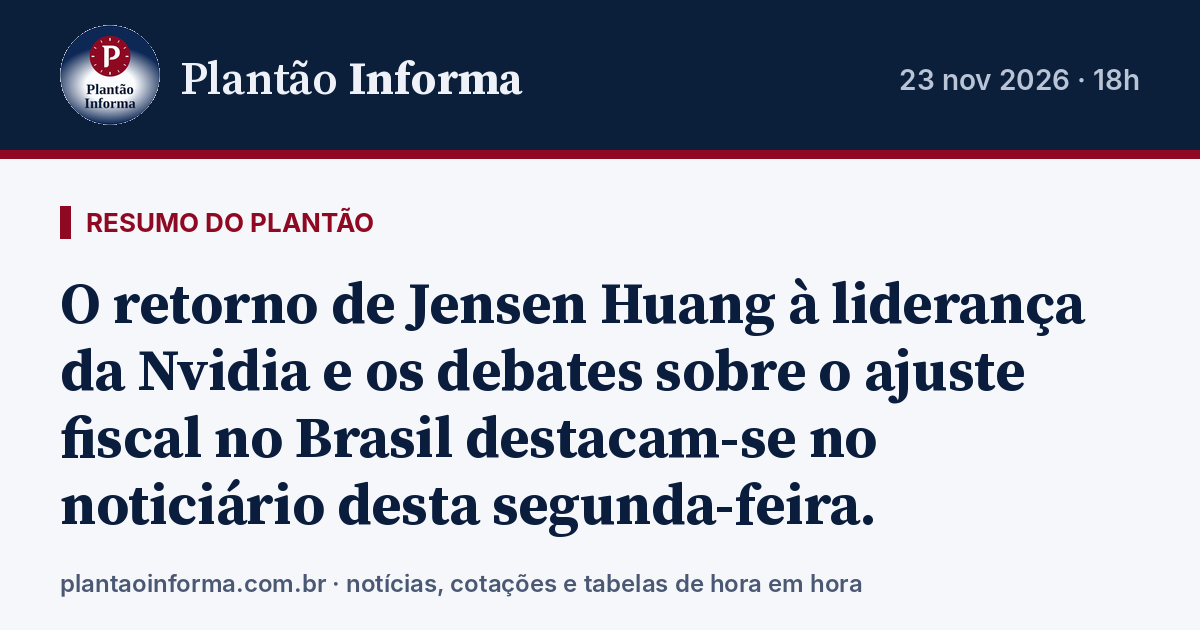 P
Plantão
Informa
Plantão Informa
23 nov 2026 · 18h
RESUMO DO PLANTÃO
O retorno de Jensen Huang à liderança
da Nvidia e os debates sobre o ajuste
fiscal no Brasil destacam-se no
noticiário desta segunda-feira.
plantaoinforma.com.br · notícias, cotações e tabelas de hora em hora